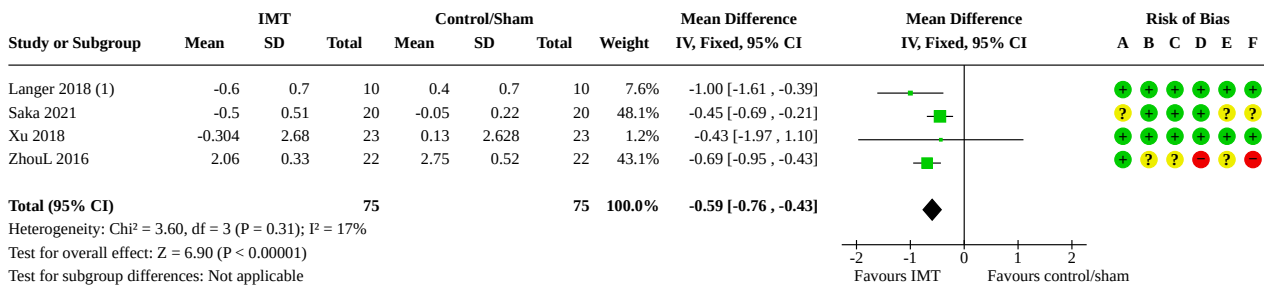 IMT Control/Sham Mean Difference Mean Difference Risk of Bias
Study or Subgroup Mean SD Total Mean SD Total Weight IV, Fixed, 95% CI IV, Fixed, 95% CI A B C D E F
Langer 2018 (1) -0.6 0.7 10 0.4 0.7 10 7.6% -1.00 [-1.61 , -0.39] + + + + + +
Saka 2021 -0.5 0.51 20 -0.05 0.22 20 48.1% -0.45 [-0.69 , -0.21] ? + + + ? ?
Xu 2018 -0.304 2.68 23 0.13 2.628 23 1.2% -0.43 [-1.97 , 1.10] + + + + + +
ZhouL 2016 2.06 0.33 22 2.75 0.52 22 43.1% -0.69 [-0.95 , -0.43] + ? ? − ? −
Total (95% CI) 75 75 100.0% -0.59 [-0.76 , -0.43]
Heterogeneity: Chi² = 3.60, df = 3 (P = 0.31); I² = 17%
Test for overall effect: Z = 6.90 (P < 0.00001)
-2 -1 0 1 2
Test for subgroup differences: Not applicable Favours IMT Favours control/sham